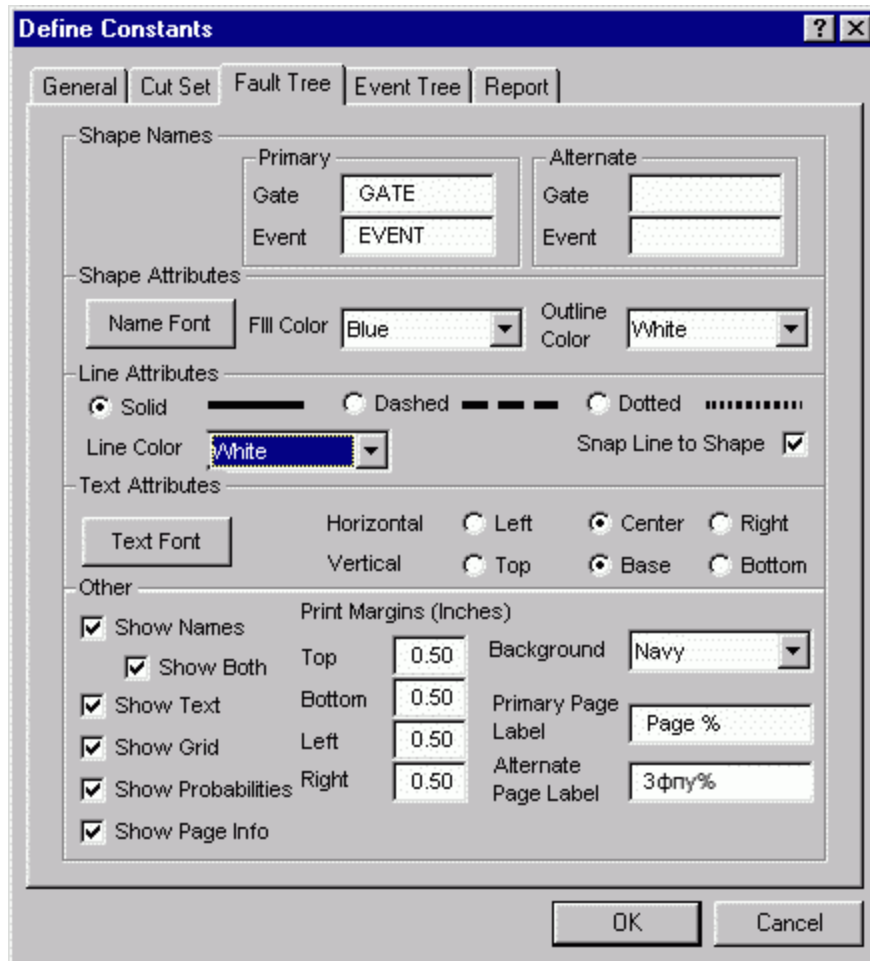 Define Constants
General Cut Set Fault Tree Event Tree Report
Shape Names
Primary Alternate
Gate GATE Gate
Event EVENT Event
Shape Attributes
Name Font Fill Color Blue Outline Color White
Line Attributes
Solid Dashed Dotted
Line Color White Snap Line to Shape
Text Attributes
Text Font
Horizontal Left Center Right
Vertical Top Base Bottom
Other
Print Margins (Inches)
Show Names
Show Both
Show Text
Show Grid
Show Probabilities
Show Page Info
Top 0.50
Bottom 0.50
Left 0.50
Right 0.50
Background Navy
Primary Page Label Page %
Alternate Page Label Зфпу%
OK Cancel